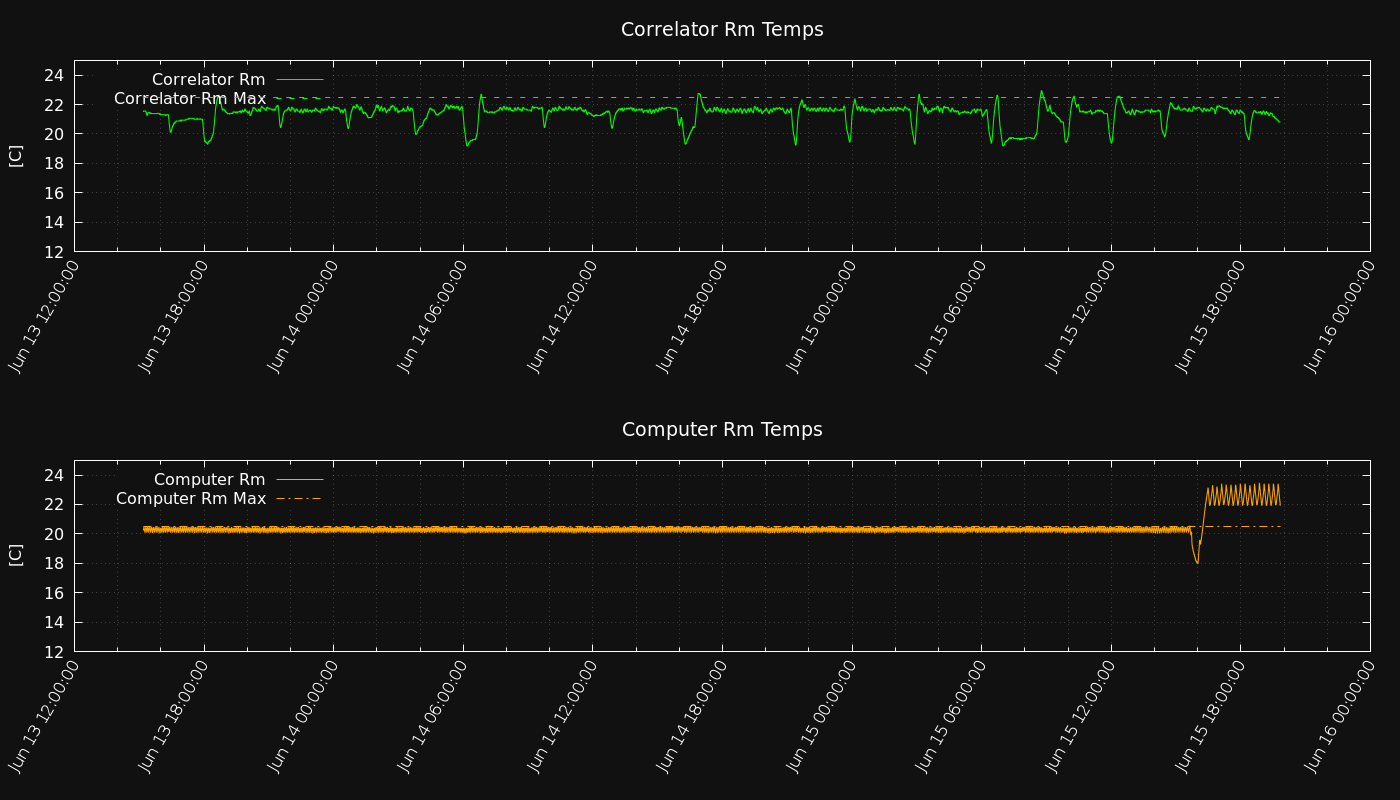 Correlator Rm Temps
Correlator Rm
Correlator Rm Max
[C]
24
22
20
18
16
14
12
Jun 13 12:00:00
Jun 13 18:00:00
Jun 14 00:00:00
Jun 14 06:00:00
Jun 14 12:00:00
Jun 14 18:00:00
Jun 15 00:00:00
Jun 15 06:00:00
Jun 15 12:00:00
Jun 15 18:00:00
Jun 16 00:00:00
Computer Rm Temps
Computer Rm
Computer Rm Max
[C]
24
22
20
18
16
14
12
Jun 13 12:00:00
Jun 13 18:00:00
Jun 14 00:00:00
Jun 14 06:00:00
Jun 14 12:00:00
Jun 14 18:00:00
Jun 15 00:00:00
Jun 15 06:00:00
Jun 15 12:00:00
Jun 15 18:00:00
Jun 16 00:00:00